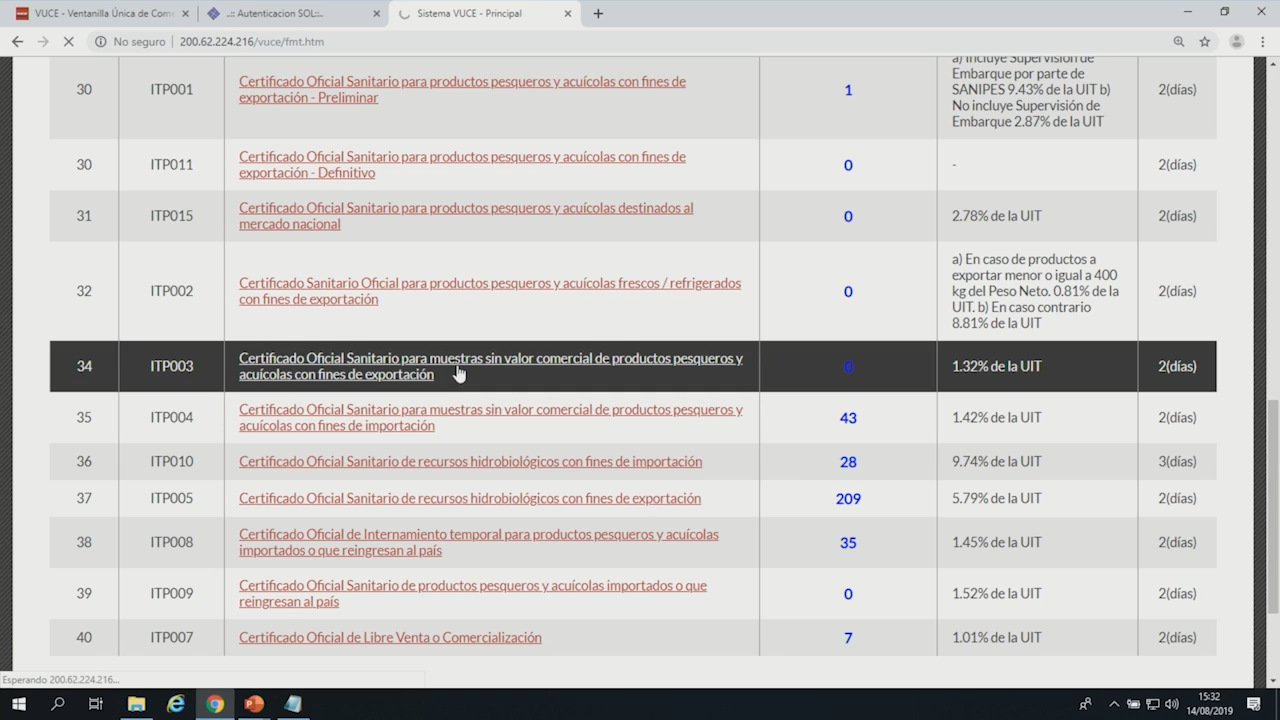 VUCE - Ventanilla Única de Come
..:: Autenticacion SOL::..
Sistema VUCE - Principal
No seguro
200.62.224.216/vuce/fmt.htm
30
ITP001
Certificado Oficial Sanitario para productos pesqueros y acuícolas con fines de
exportación - Preliminar
1
a) Incluye Supervisión de
Embarque por parte de
SANIPES 9.43% de la UIT b)
No incluye Supervisión de
Embarque 2.87% de la UIT
2(días)
30
ITP011
Certificado Oficial Sanitario para productos pesqueros y acuícolas con fines de
exportación - Definitivo
0
-
2(días)
31
ITP015
Certificado Oficial Sanitario para productos pesqueros y acuícolas destinados al
mercado nacional
0
2.78% de la UIT
2(días)
32
ITP002
Certificado Sanitario Oficial para productos pesqueros y acuícolas frescos / refrigerados
con fines de exportación
0
a) En caso de productos a
exportar menor o igual a 400
kg del Peso Neto. 0.81% de la
UIT. b) En caso contrario
8.81% de la UIT
2(días)
34
ITP003
Certificado Oficial Sanitario para muestras sin valor comercial de productos pesqueros y
acuícolas con fines de exportación
0
1.32% de la UIT
2(días)
35
ITP004
Certificado Oficial Sanitario para muestras sin valor comercial de productos pesqueros y
acuícolas con fines de importación
43
1.42% de la UIT
2(días)
36
ITP010
Certificado Oficial Sanitario de recursos hidrobiológicos con fines de importación
28
9.74% de la UIT
3(días)
37
ITP005
Certificado Oficial Sanitario de recursos hidrobiológicos con fines de exportación
209
5.79% de la UIT
2(días)
38
ITP008
Certificado Oficial de Internamiento temporal para productos pesqueros y acuícolas
importados o que reingresan al país
35
1.45% de la UIT
2(días)
39
ITP009
Certificado Oficial Sanitario de productos pesqueros y acuícolas importados o que
reingresan al país
0
1.52% de la UIT
2(días)
40
ITP007
Certificado Oficial de Libre Venta o Comercialización
7
1.01% de la UIT
2(días)
Esperando 200.62.224.216...
15:32
14/08/2019